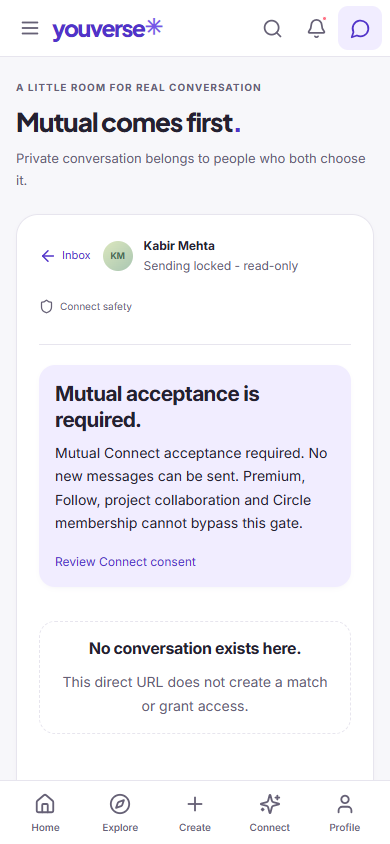 youverse
A LITTLE ROOM FOR REAL CONVERSATION
Mutual comes first.
Private conversation belongs to people who both choose
it.
Inbox
KM
Kabir Mehta
Sending locked - read-only
Connect safety
Mutual acceptance is
required.
Mutual Connect acceptance required. No
new messages can be sent. Premium,
Follow, project collaboration and Circle
membership cannot bypass this gate.
Review Connect consent
No conversation exists here.
This direct URL does not create a match
or grant access.
Home
Explore
Create
Connect
Profile